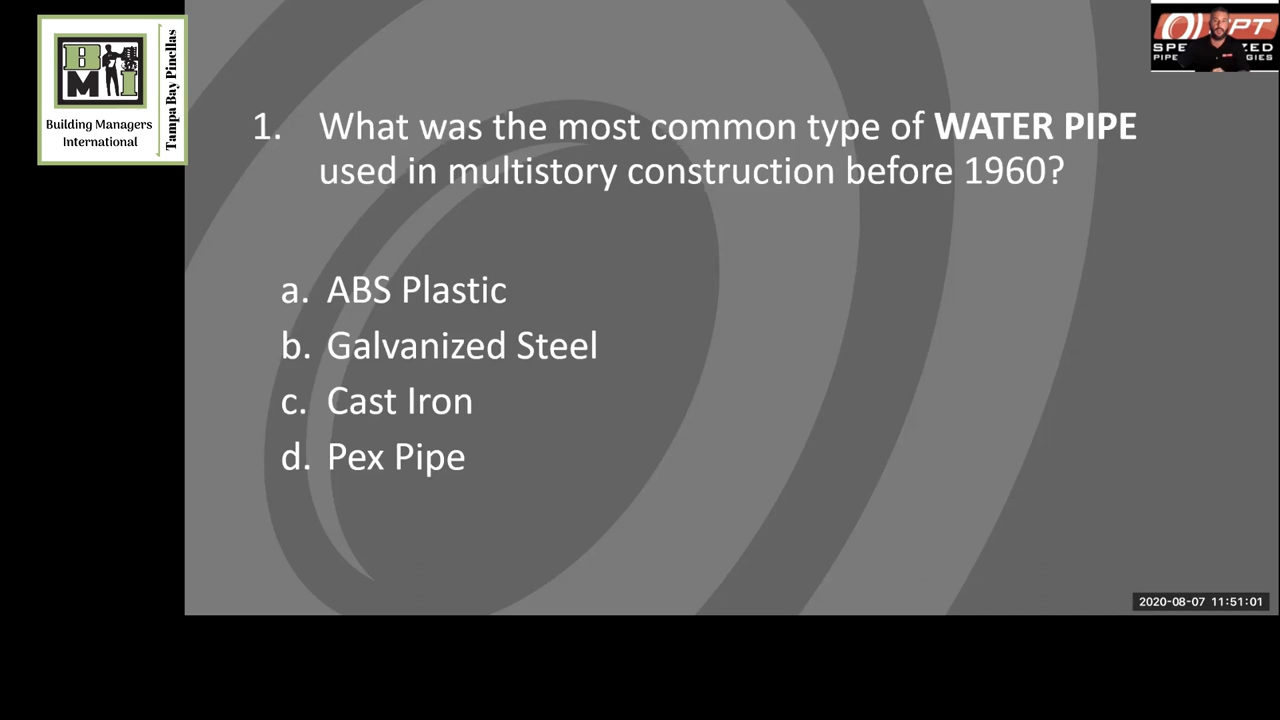 BMI
Building Managers
International
Tampa Bay Pinellas
1. What was the most common type of WATER PIPE
used in multistory construction before 1960?
a. ABS Plastic
b. Galvanized Steel
c. Cast Iron
d. Pex Pipe
2020-08-07 11:51:01